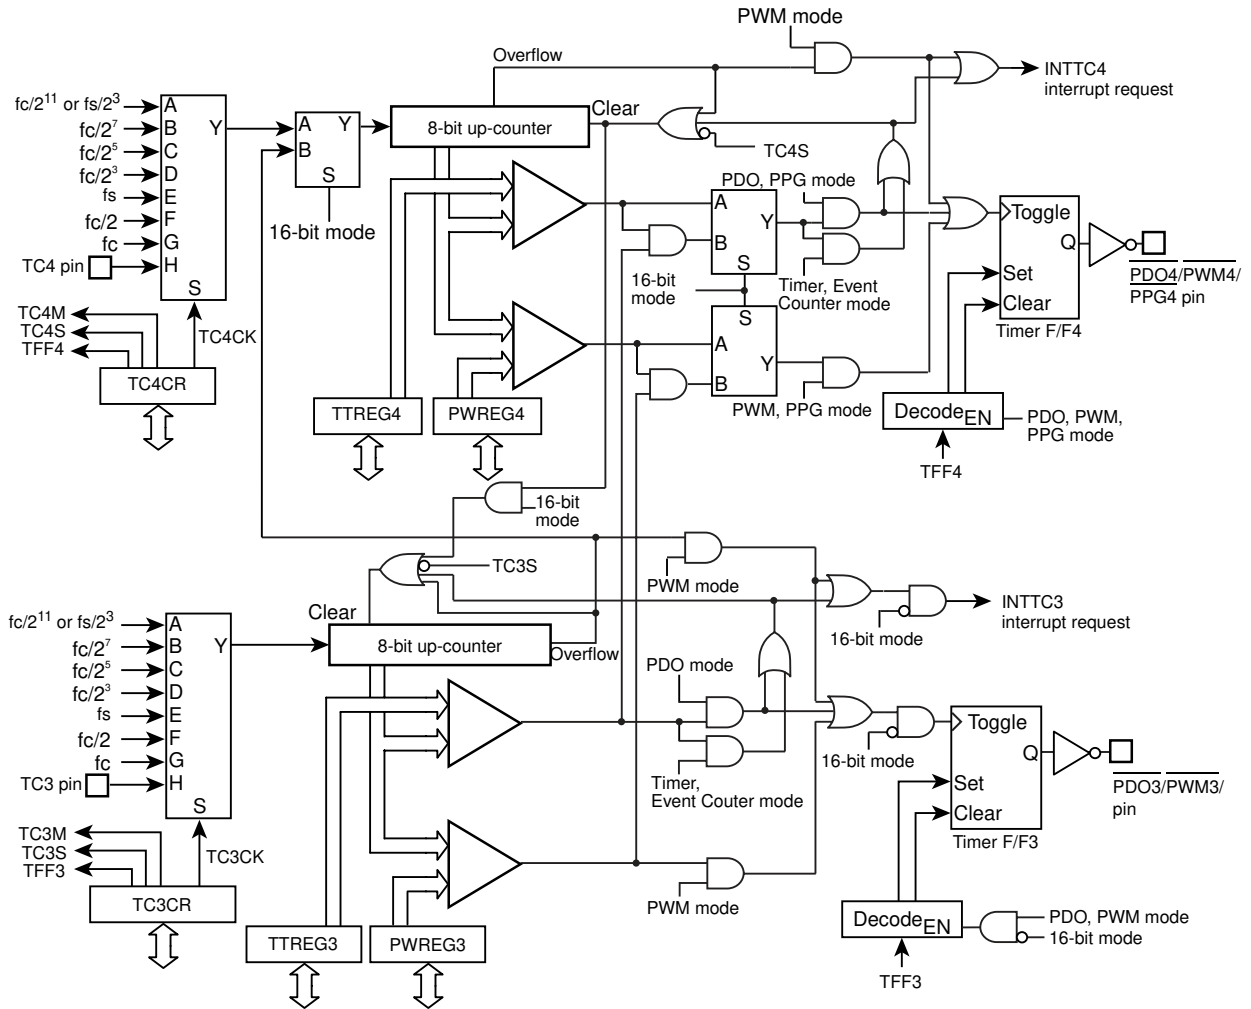 PWM mode
Overflow
INTTC4
interrupt request
fc/2¹¹ or fs/2³
A
fc/2⁷
B
Y
fc/2⁵
C
fc/2³
D
fs
E
fc/2
F
fc
G
TC4 pin
H
S
A
Y
B
S
16-bit mode
8-bit up-counter
Clear
TC4S
PDO, PPG mode
A
Y
B
S
16-bit
mode
Timer, Event
Counter mode
Toggle
Q
Set
Clear
Timer F/F4
PDO4/PWM4/
PPG4 pin
TC4M
TC4S
TFF4
TC4CK
TC4CR
S
A
Y
B
PWM, PPG mode
TTREG4
PWREG4
Decode EN
PDO, PWM,
PPG mode
TFF4
16-bit
mode
TC3S
PWM mode
INTTC3
interrupt request
16-bit mode
Clear
8-bit up-counter
Overflow
fc/2¹¹ or fs/2³
A
fc/2⁷
B
Y
fc/2⁵
C
fc/2³
D
fs
E
fc/2
F
fc
G
TC3 pin
H
S
PDO mode
Timer,
Event Couter mode
16-bit mode
Toggle
Q
Set
Clear
Timer F/F3
PDO3/PWM3/
pin
TC3M
TC3S
TFF3
TC3CK
TC3CR
PWM mode
TTREG3
PWREG3
Decode EN
PDO, PWM mode
16-bit mode
TFF3